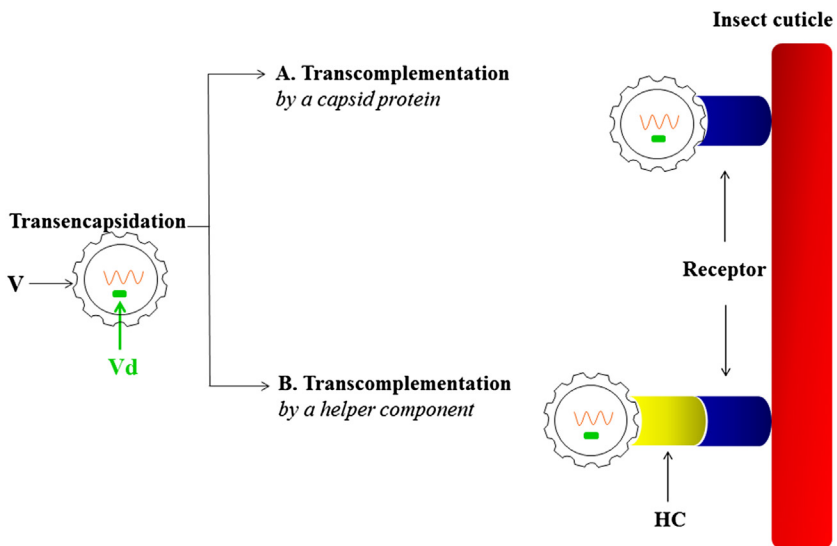 Insect cuticle
A. Transcomplementation
by a capsid protein
Transencapsidation
V
Receptor
Vd
B. Transcomplementation
by a helper component
HC